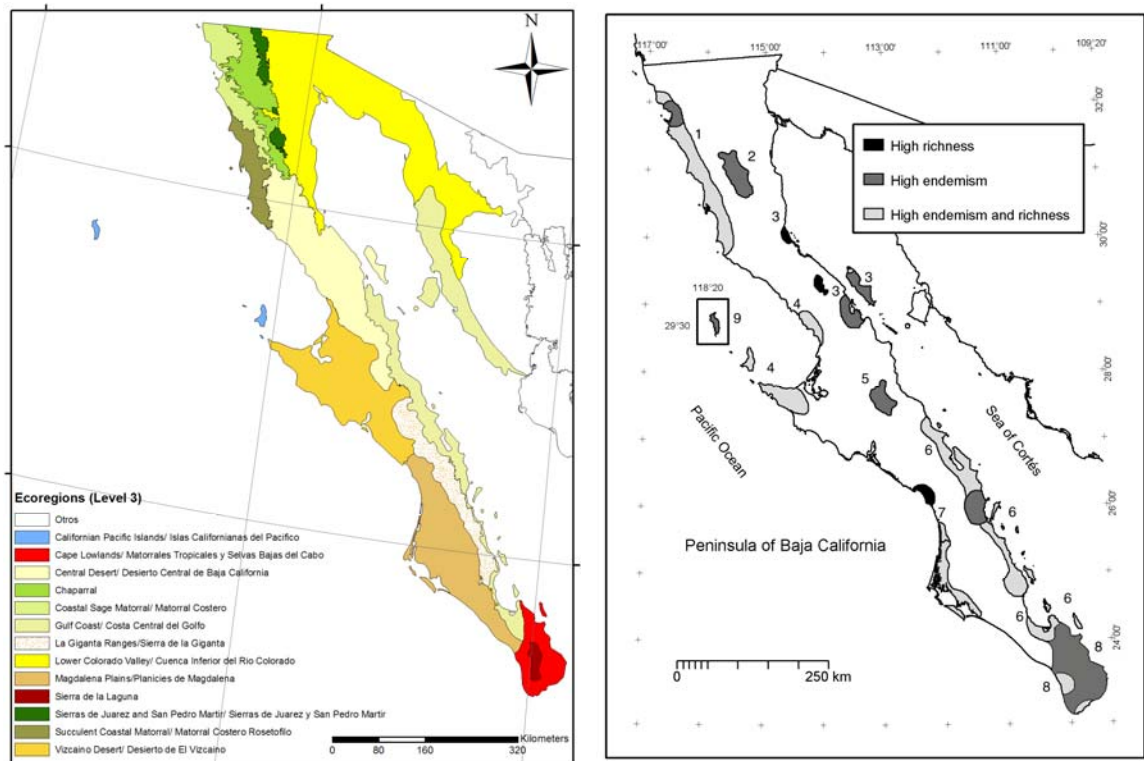 N
Ecoregions (Level 3)
Otros
Californian Pacific Islands/ Islas Californianas del Pacifico
Cape Lowlands/ Matorrales Tropicales y Selvas Bajas del Cabo
Central Desert/ Desierto Central de Baja California
Chaparral
Coastal Sage Matorral/ Matorral Costero
Gulf Coast/ Costa Central del Golfo
La Giganta Ranges/Sierra de la Giganta
Lower Colorado Valley/ Cuenca Inferior del Rio Colorado
Magdalena Plains/Planicies de Magdalena
Sierra de la Laguna
Sierras de Juarez and San Pedro Martir/ Sierras de Juarez y San Pedro Martir
Succulent Coastal Matorral/ Matorral Costero Rosetofilo
Vizcaino Desert/ Desierto de El Vizcaino
Kilometers
0 80 160 320
117°00' 115°00' 113°00' 111°00' 109°20'
32°00'
30°00'
28°00'
26°00'
24°00'
High richness
High endemism
High endemism and richness
1
2
3
3
3
118°20
29°30
9
4
4
5
6
6
7
6
6
8
8
Pacific Ocean
Sea of Cortés
Peninsula of Baja California
0 250 km